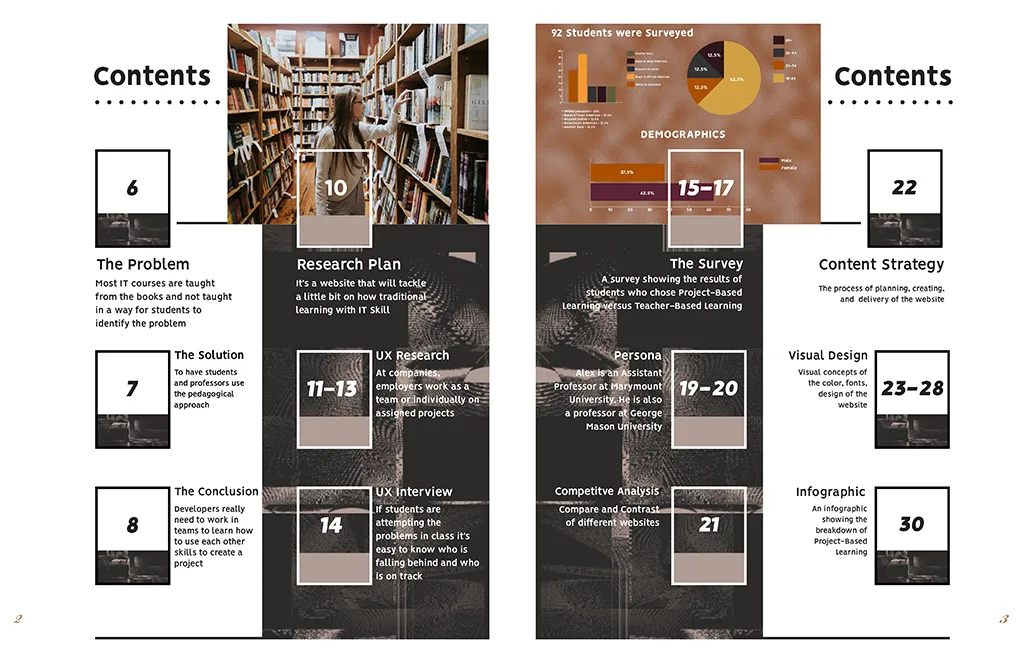 Contents
6
The Problem
Most IT courses are taught
from the books and not taught
in a way for students to
identify the problem
7
The Solution
To have students
and professors use
the pedagogical
approach
8
The Conclusion
Developers really
need to work in
teams to learn how
to use each other
skills to create a
project
10
Research Plan
It's a website that will tackle
a little bit on how traditional
learning with IT Skill
11-13
UX Research
At companies,
employers work as a
team or individually on
assigned projects
14
UX Interview
If students are
attempting the
problems in class it's
easy to know who is
falling behind and who
is on track
2
92 Students were Surveyed
12.5%
12.5%
12.5%
62.5%
DEMOGRAPHICS
37.5%
62.5%
Male
Female
15-17
The Survey
A survey showing the results of
students who chose Project-Based
Learning versus Teacher-Based Learning
Persona
Alex is an Assistant
Professor at Marymount
University. He is also
a professor at George
Mason University
19-20
Competitve Analysis
Compare and Contrast
of different websites
21
Contents
22
Content Strategy
The process of planning, creating,
and delivery of the website
Visual Design
Visual concepts of
the color, fonts,
design of the
website
23-28
Infographic
An infographic
showing the
breakdown of
Project-Based
Learning
30
3